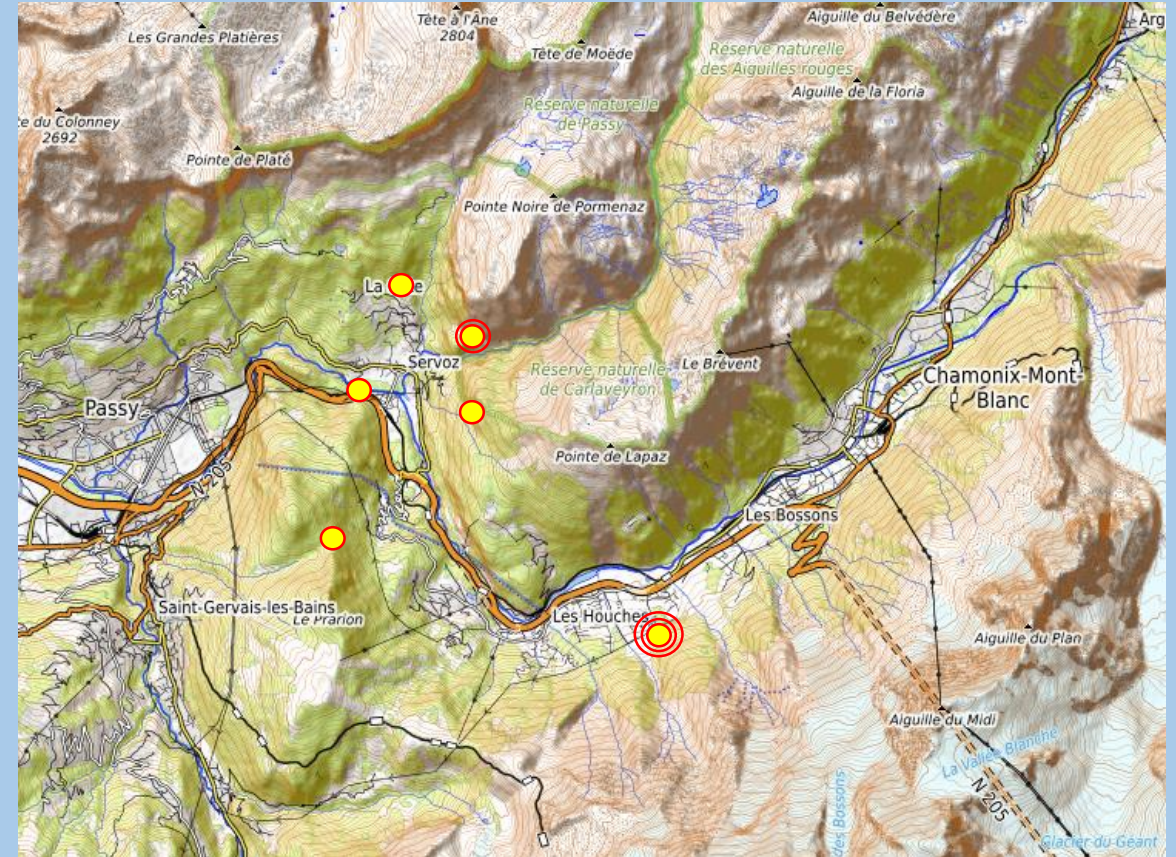 Aiguille du Belvédère
Arg
Tête à l'Âne
2804
Les Grandes Platières
Tête de Moëde
Réserve naturelle
des Aiguilles rouges
Aiguille de la Floria
Réserve naturelle
de Passy
te du Colonney
2692
Pointe de Platé
Pointe Noire de Pormenaz
La
e
Servoz
Le Brévent
Réserve naturelle
de Carlaveyron
Chamonix-Mont-
Blanc
Passy
Pointe de Lapaz
N 205
Les Bossons
Saint-Gervais-les-Bains
Le Prarion
Les Houches
Aiguille du Plan
Aiguille du Midi
La Vallée Blanche
N 205
des Bossons
Glacier du Géant